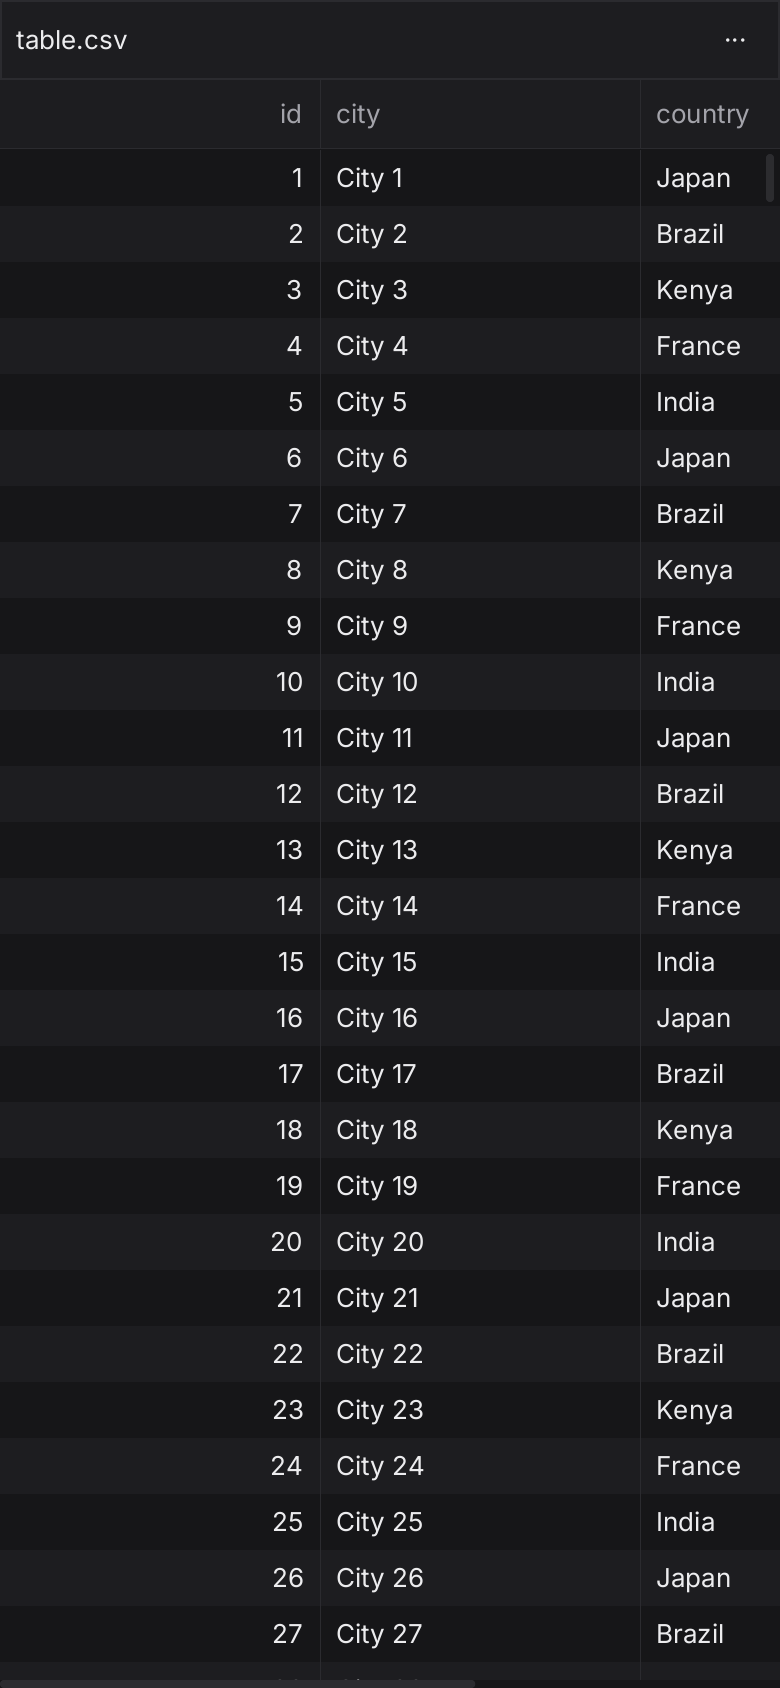 table.csv ...
id city country
1 City 1 Japan
2 City 2 Brazil
3 City 3 Kenya
4 City 4 France
5 City 5 India
6 City 6 Japan
7 City 7 Brazil
8 City 8 Kenya
9 City 9 France
10 City 10 India
11 City 11 Japan
12 City 12 Brazil
13 City 13 Kenya
14 City 14 France
15 City 15 India
16 City 16 Japan
17 City 17 Brazil
18 City 18 Kenya
19 City 19 France
20 City 20 India
21 City 21 Japan
22 City 22 Brazil
23 City 23 Kenya
24 City 24 France
25 City 25 India
26 City 26 Japan
27 City 27 Brazil